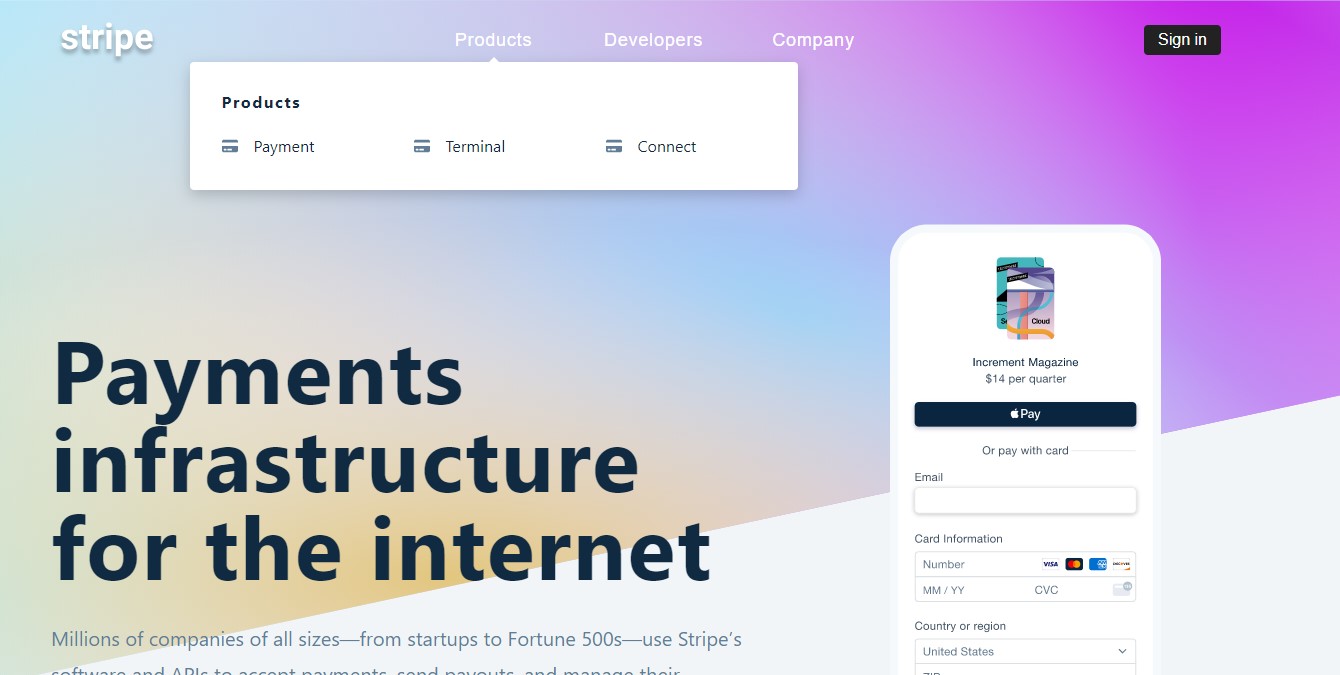 stripe
Products
Developers
Company
Sign in
Products
Payment
Terminal
Connect
Payments
infrastructure
for the internet
Millions of companies of all sizes—from startups to Fortune 500s—use Stripe’s
software and APIs to accept payments, send payouts, and manage their
Cloud
Increment Magazine
$14 per quarter
Pay
Or pay with card
Email
Card Information
Number
VISA
DISCOVER
MM / YY
CVC
Country or region
United States
ZIP